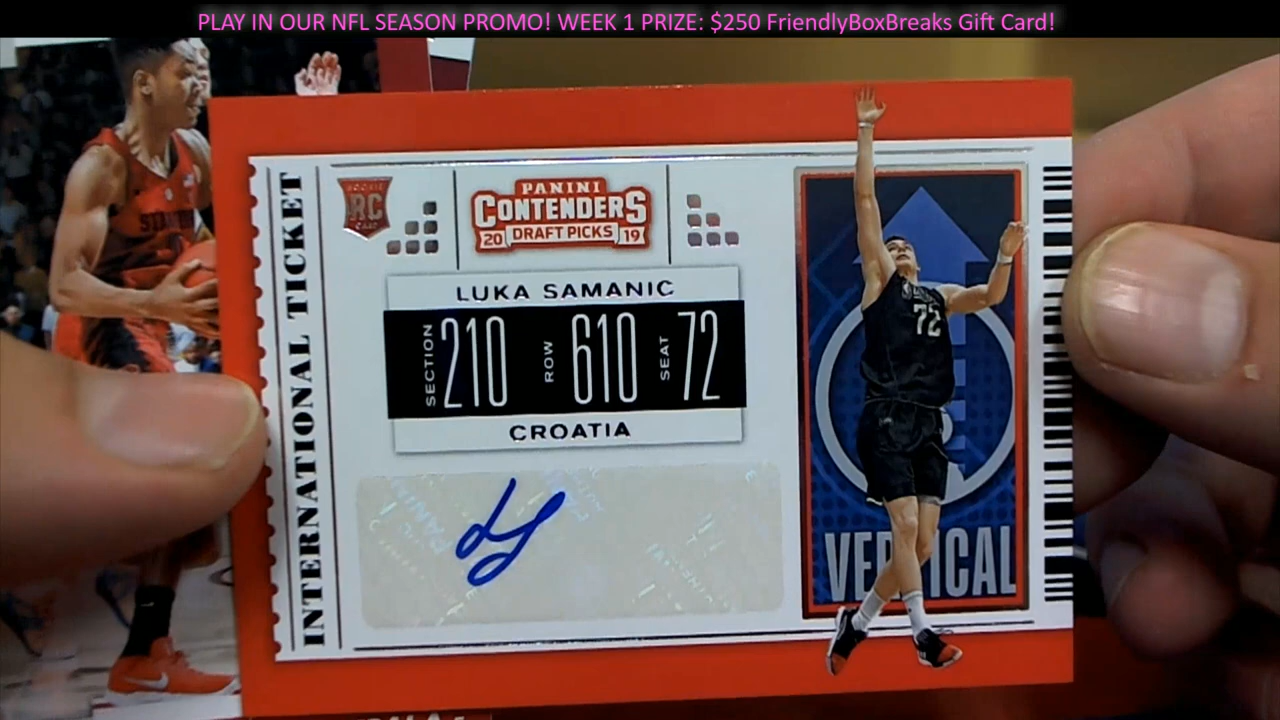 PLAY IN OUR NFL SEASON PROMO! WEEK 1 PRIZE: $250 FriendlyBoxBreaks Gift Card!
INTERNATIONAL TICKET
ROOKIE
RC
CARD
PANINI
CONTENDERS
20 DRAFT PICKS 19
LUKA SAMANIC
SECTION 210 ROW 610 SEAT 72
CROATIA
72
VERTICAL